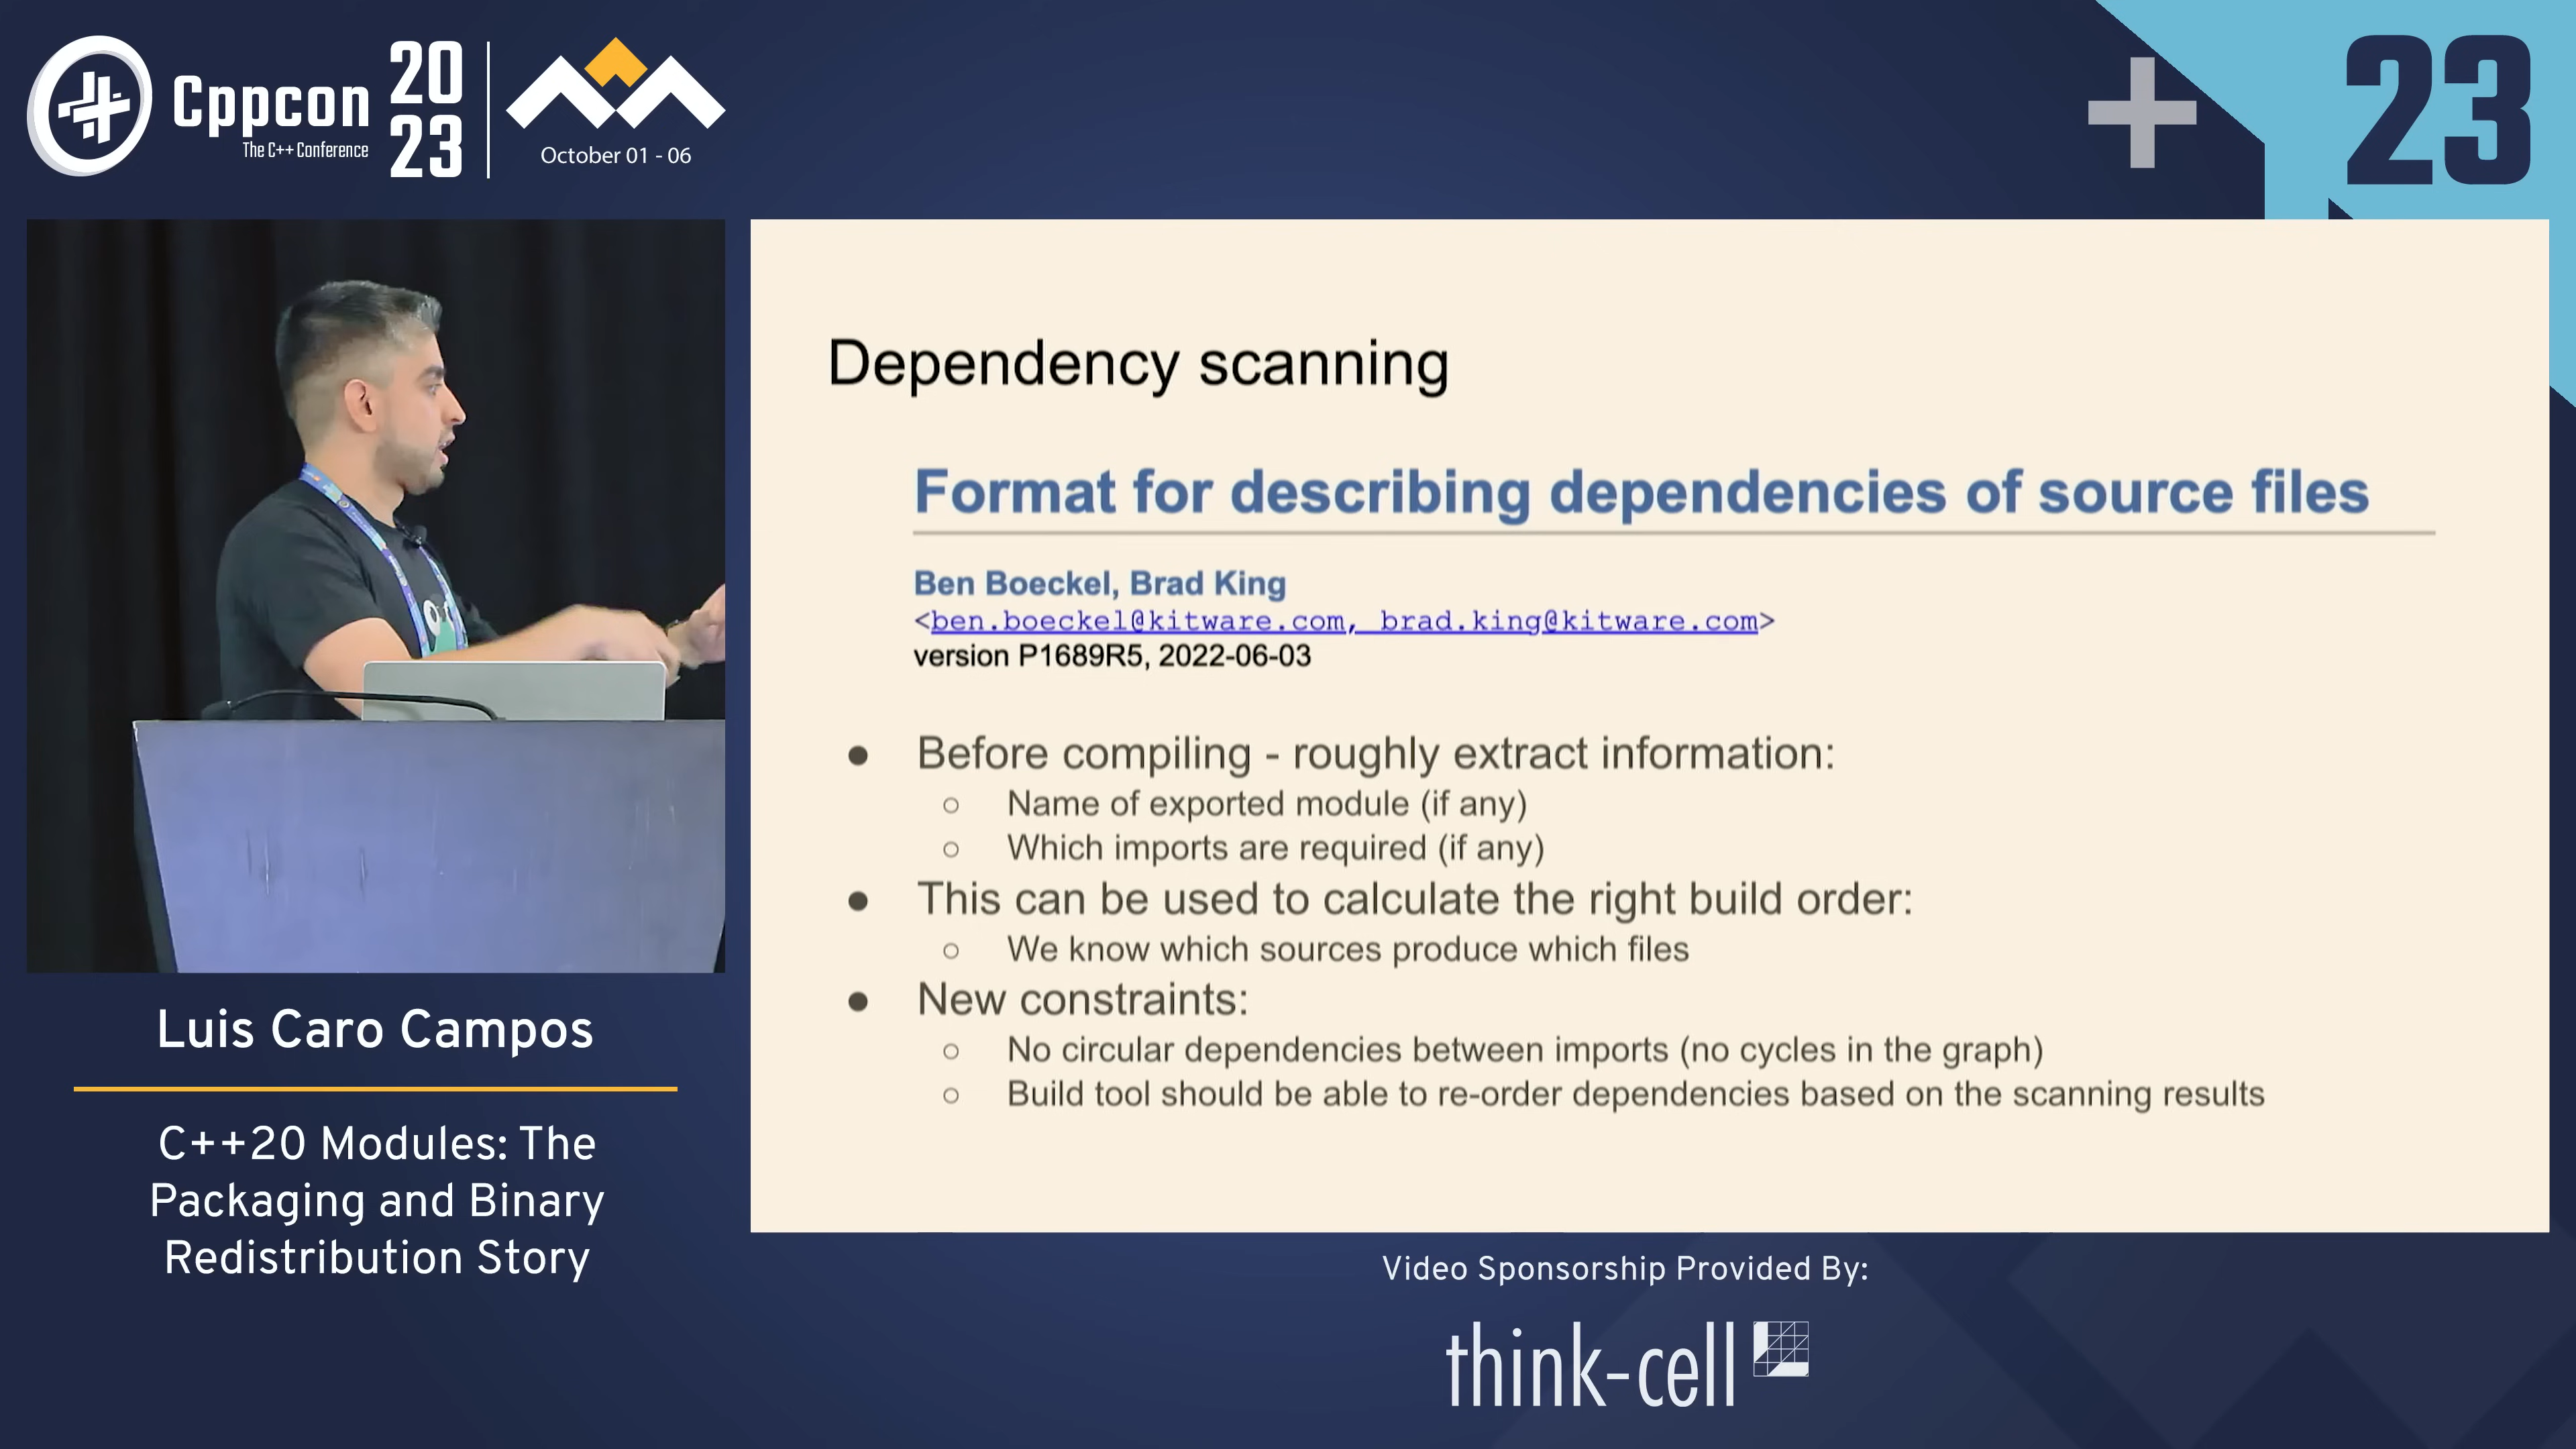 Cppcon
The C++ Conference
20
23
October 01 - 06
+
23
Dependency scanning
Format for describing dependencies of source files
Ben Boeckel, Brad King
<ben.boeckel@kitware.com, brad.king@kitware.com>
version P1689R5, 2022-06-03
● Before compiling - roughly extract information:
○ Name of exported module (if any)
○ Which imports are required (if any)
● This can be used to calculate the right build order:
○ We know which sources produce which files
● New constraints:
○ No circular dependencies between imports (no cycles in the graph)
○ Build tool should be able to re-order dependencies based on the scanning results
Luis Caro Campos
C++20 Modules: The
Packaging and Binary
Redistribution Story
Video Sponsorship Provided By:
think-cell